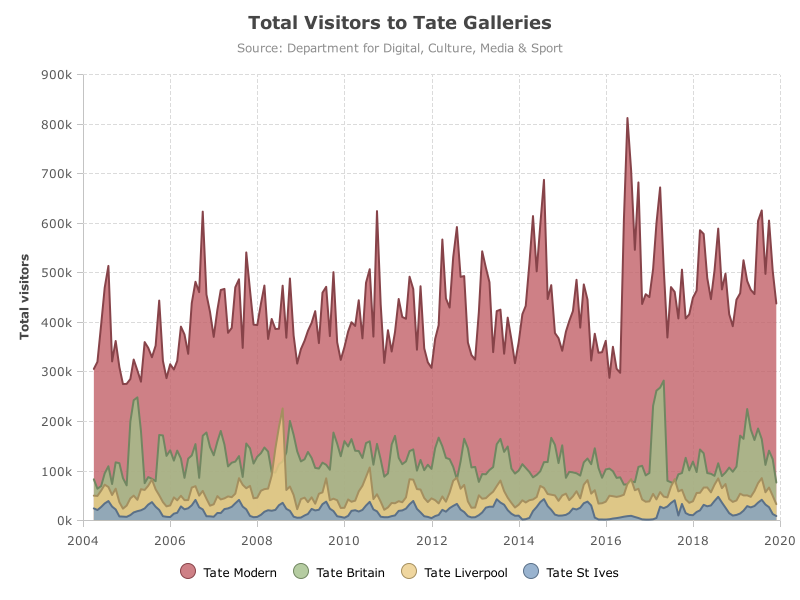 Total Visitors to Tate Galleries
Source: Department for Digital, Culture, Media & Sport
900k
800k
700k
600k
500k
400k
300k
200k
100k
0k
Total visitors
2004 2006 2008 2010 2012 2014 2016 2018 2020
Tate Modern Tate Britain Tate Liverpool Tate St Ives